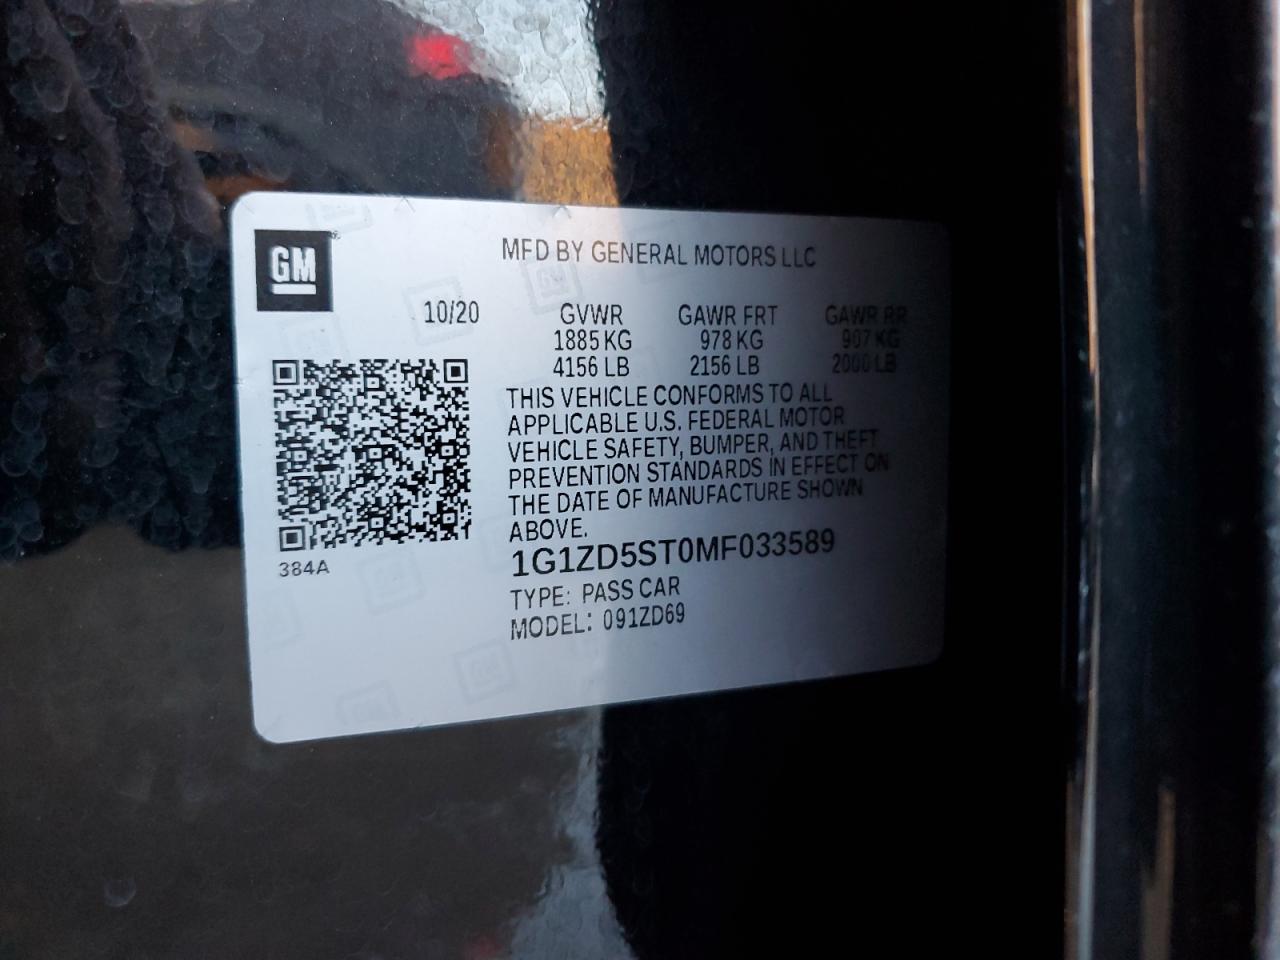 GM
MFD BY GENERAL MOTORS LLC
10/20
GVWR GAWR FRT GAWR RR
1885 KG 978 KG 907 KG
4156 LB 2156 LB 2000 LB
THIS VEHICLE CONFORMS TO ALL
APPLICABLE U.S. FEDERAL MOTOR
VEHICLE SAFETY, BUMPER, AND THEFT
PREVENTION STANDARDS IN EFFECT ON
THE DATE OF MANUFACTURE SHOWN
ABOVE.
384A
1G1ZD5ST0MF033589
TYPE: PASS CAR
MODEL: 091ZD69